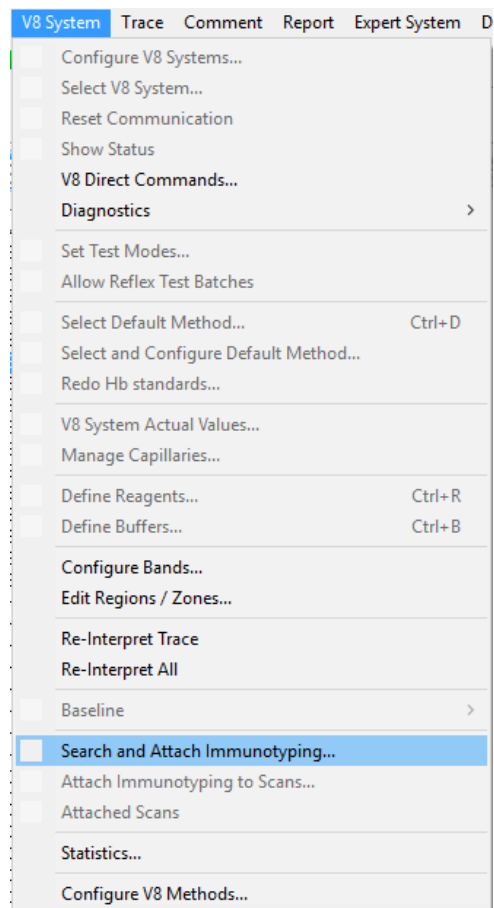 V8 System Trace Comment Report Expert System D
Configure V8 Systems...
Select V8 System...
Reset Communication
Show Status
V8 Direct Commands...
Diagnostics >
Set Test Modes...
Allow Reflex Test Batches
Select Default Method... Ctrl+D
Select and Configure Default Method...
Redo Hb standards...
V8 System Actual Values...
Manage Capillaries...
Define Reagents... Ctrl+R
Define Buffers... Ctrl+B
Configure Bands...
Edit Regions / Zones...
Re-Interpret Trace
Re-Interpret All
Baseline >
Search and Attach Immunotyping...
Attach Immunotyping to Scans...
Attached Scans
Statistics...
Configure V8 Methods...